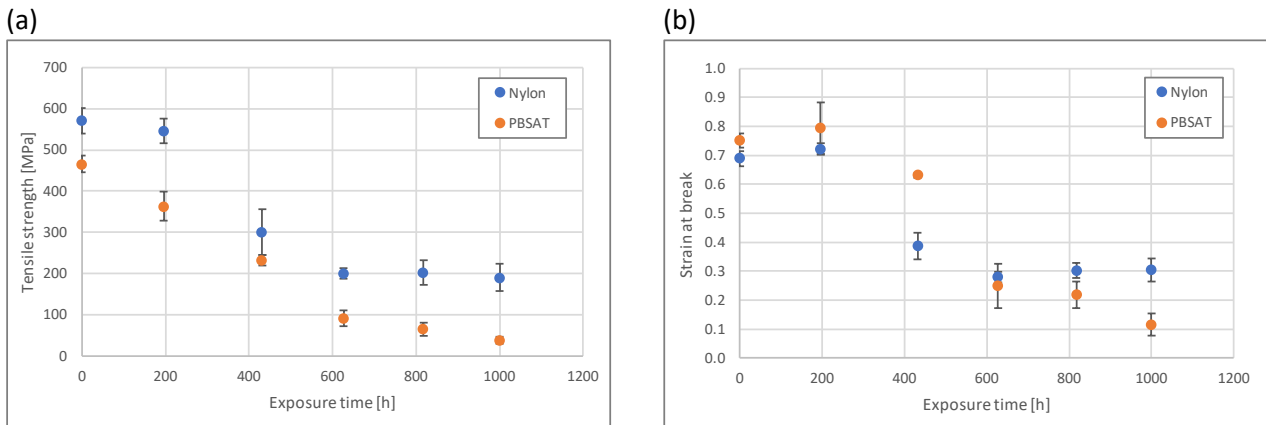 (a)
700
600
500
400
300
200
100
0
Tensile strength [MPa]
0 200 400 600 800 1000 1200
Exposure time [h]
Nylon
PBSAT
(b)
1.0
0.9
0.8
0.7
0.6
0.5
0.4
0.3
0.2
0.1
0.0
Strain at break
0 200 400 600 800 1000 1200
Exposure time [h]
Nylon
PBSAT